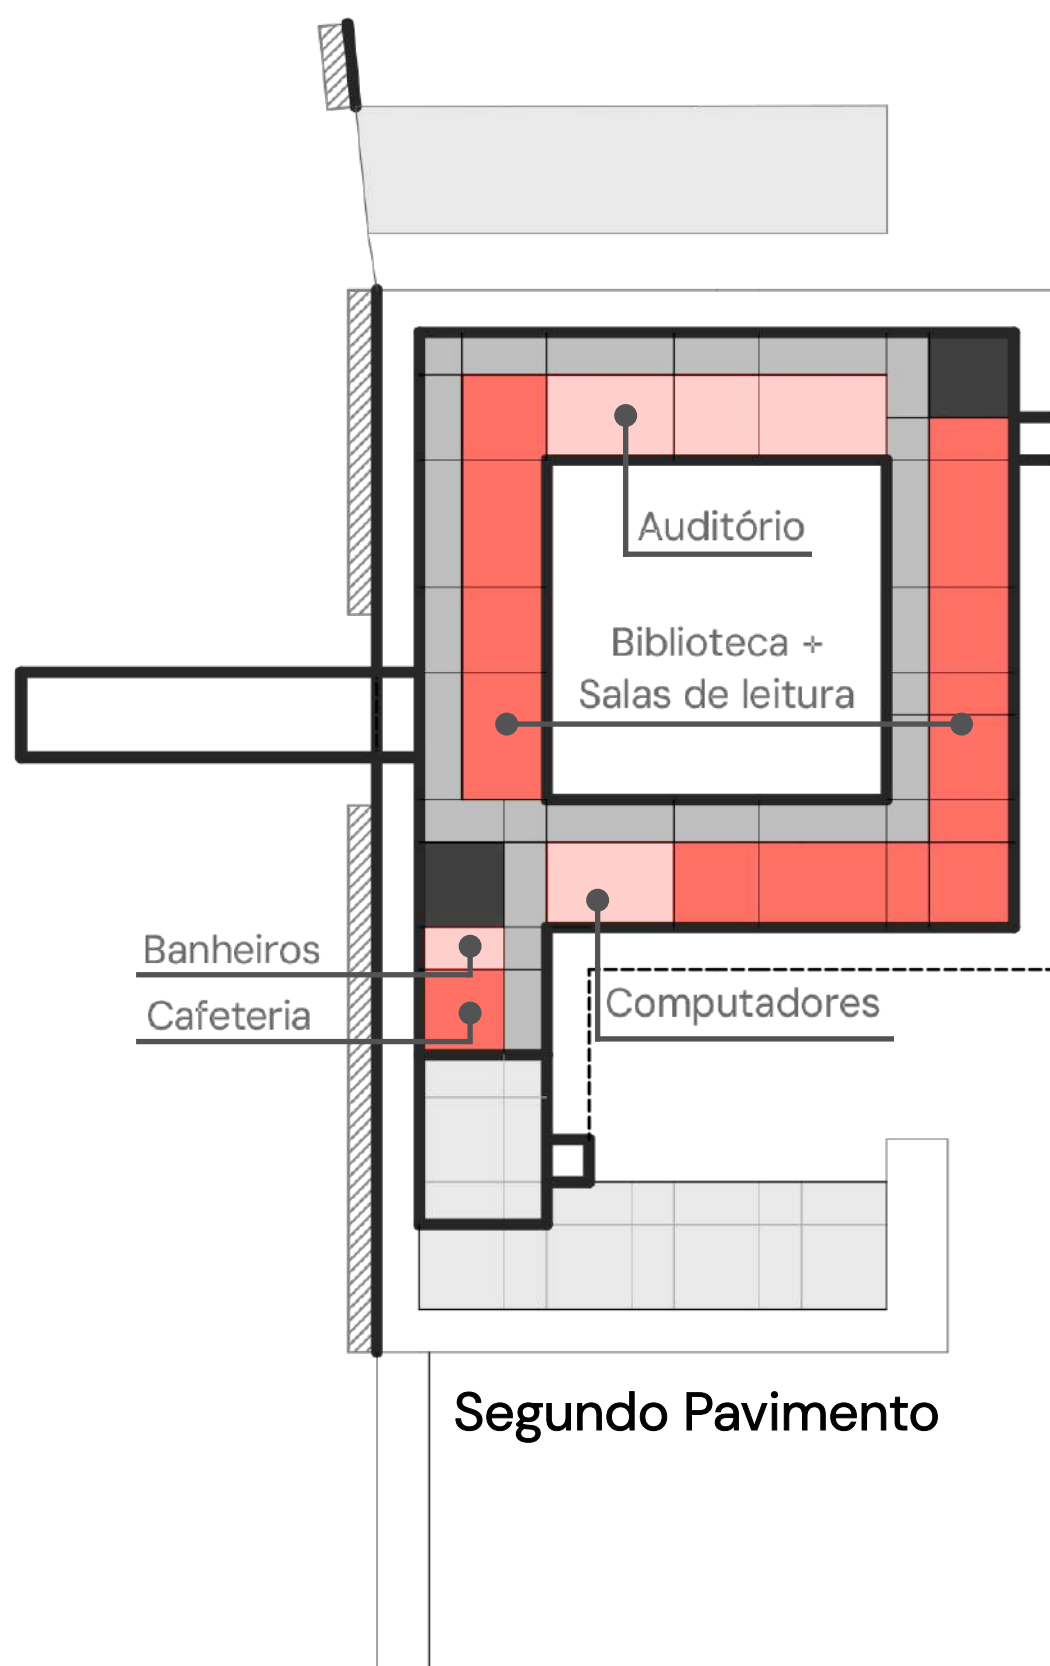 Auditório
Biblioteca +
Salas de leitura
Banheiros
Cafeteria
Computadores
Segundo Pavimento